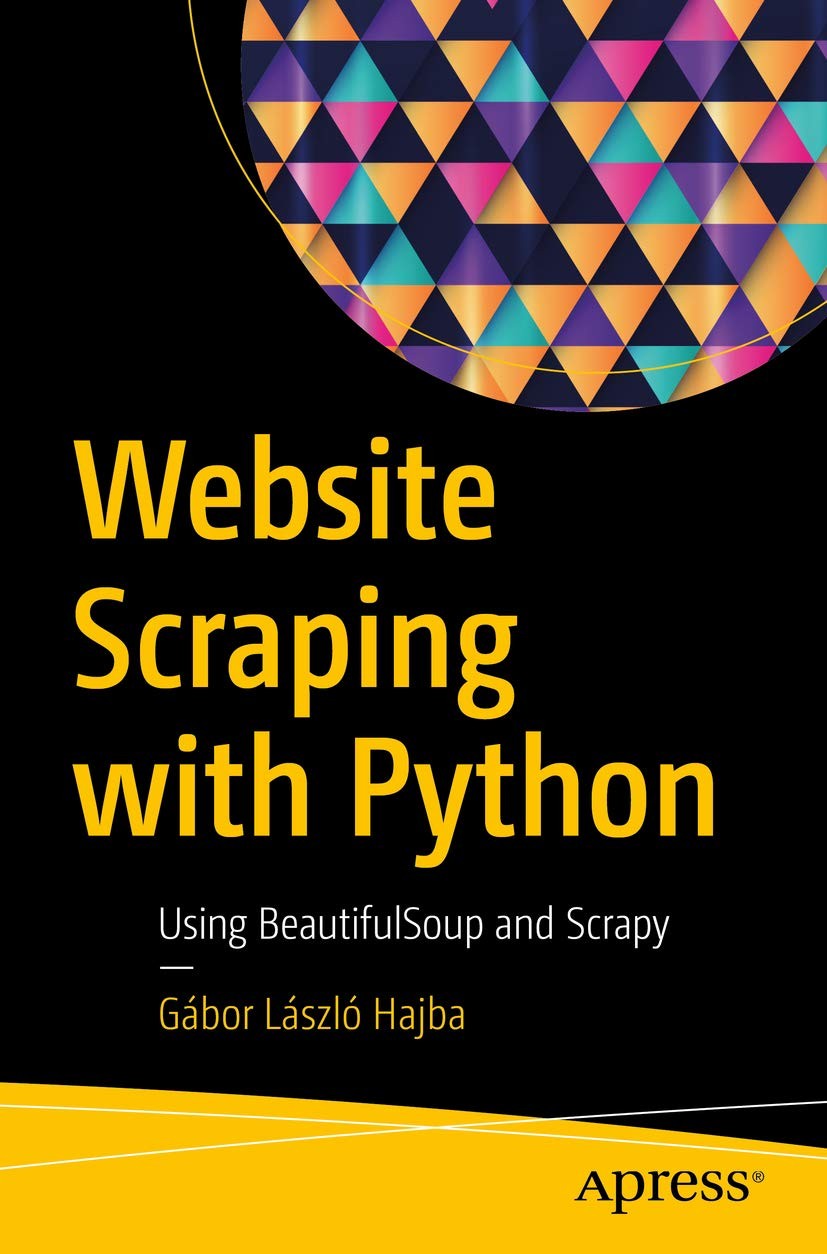 Website
Scraping
with Python
Using BeautifulSoup and Scrapy
—
Gábor László Hajba
Apress®